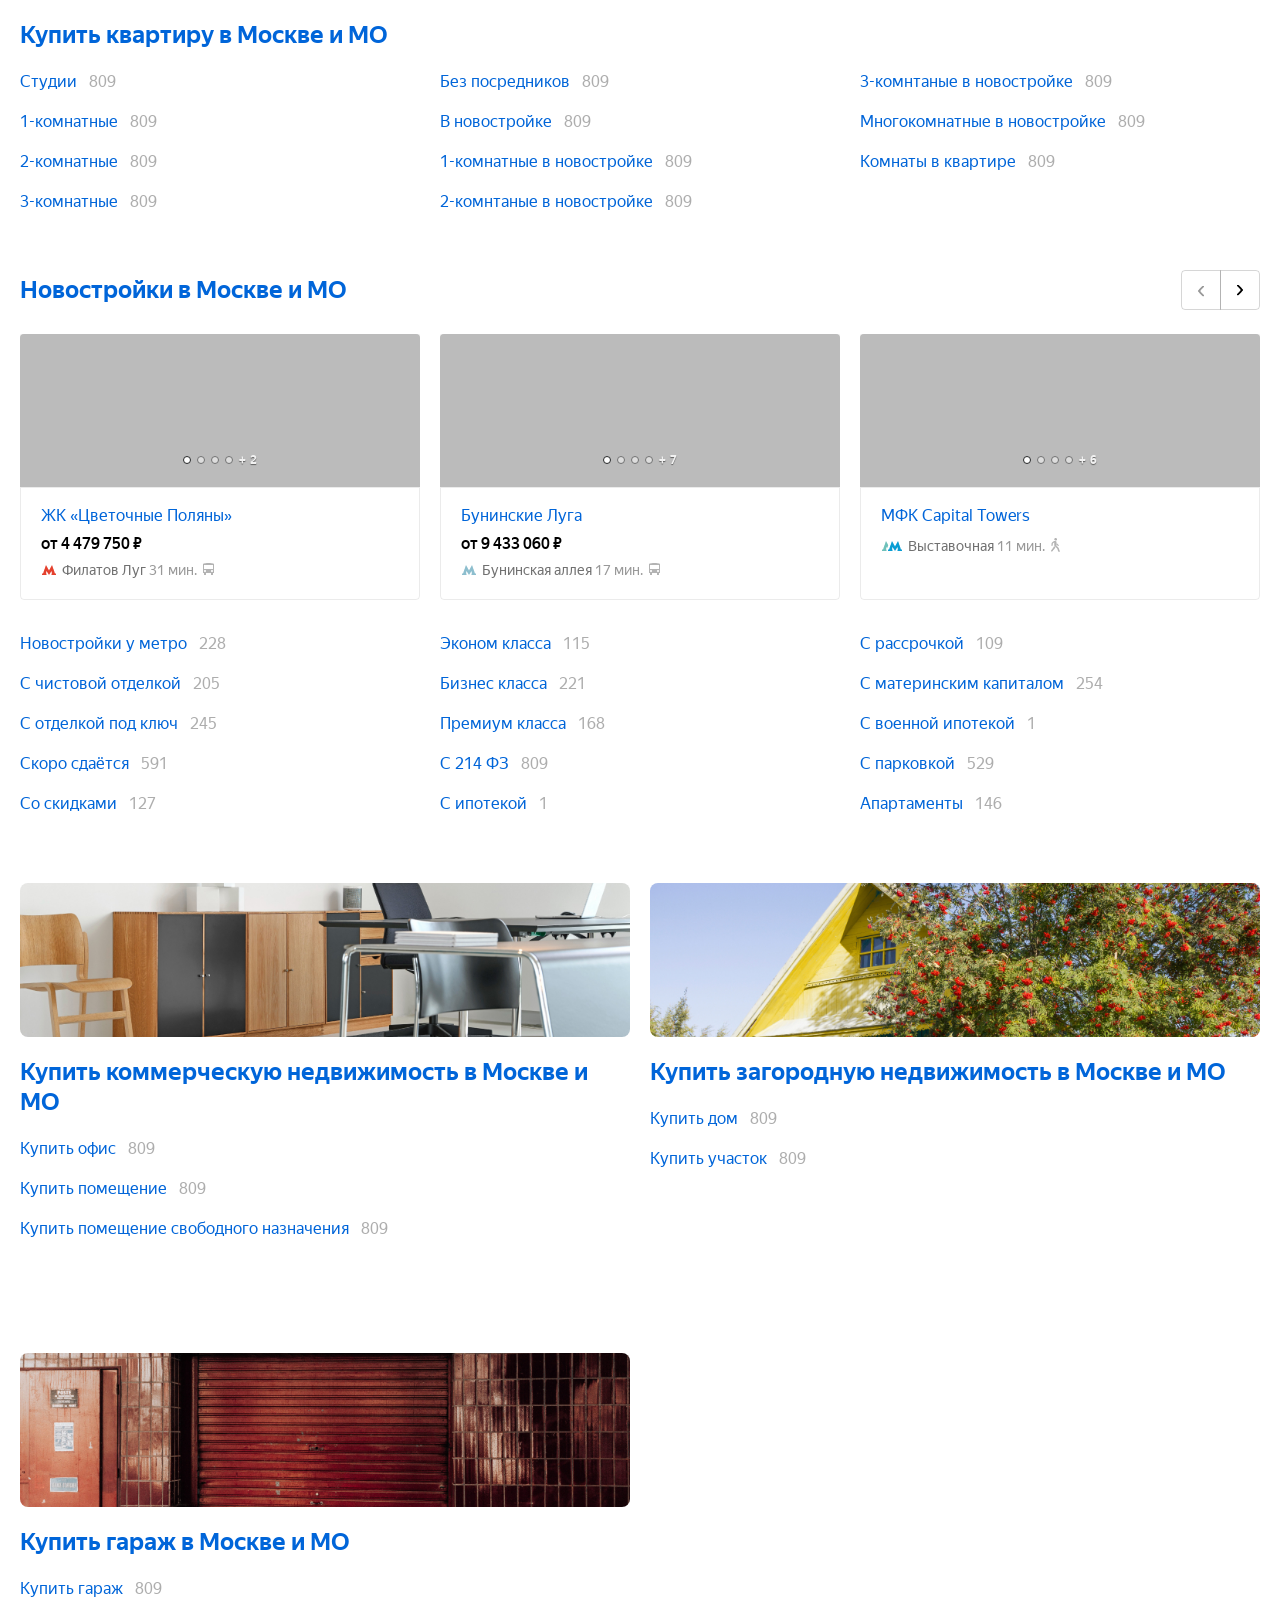 Купить квартиру в Москве и МО
Студии 809
1-комнатные 809
2-комнатные 809
3-комнатные 809
Без посредников 809
В новостройке 809
1-комнатные в новостройке 809
2-комнтаные в новостройке 809
3-комнтаные в новостройке 809
Многокомнатные в новостройке 809
Комнаты в квартире 809
Новостройки в Москве и МО
+ 2
ЖК «Цветочные Поляны»
от 4 479 750 ₽
Филатов Луг 31 мин.
+ 7
Бунинские Луга
от 9 433 060 ₽
Бунинская аллея 17 мин.
+ 6
МФК Capital Towers
Выставочная 11 мин.
Новостройки у метро 228
С чистовой отделкой 205
С отделкой под ключ 245
Скоро сдаётся 591
Со скидками 127
Эконом класса 115
Бизнес класса 221
Премиум класса 168
С 214 ФЗ 809
С ипотекой 1
С рассрочкой 109
С материнским капиталом 254
С военной ипотекой 1
С парковкой 529
Апартаменты 146
Купить коммерческую недвижимость в Москве и
МО
Купить офис 809
Купить помещение 809
Купить помещение свободного назначения 809
Купить загородную недвижимость в Москве и МО
Купить дом 809
Купить участок 809
Купить гараж в Москве и МО
Купить гараж 809